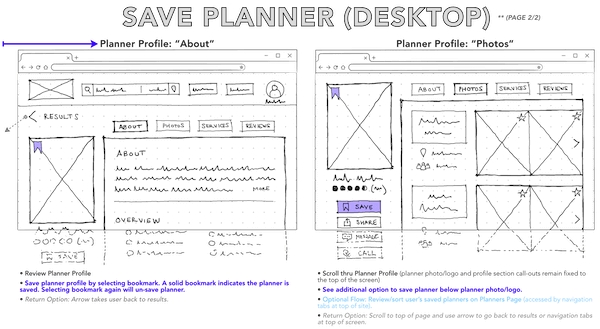 SAVE PLANNER (DESKTOP) ** (PAGE 2/2)
Planner Profile: “About”
RESULTS
ABOUT PHOTOS SERVICES REVIEWS
ABOUT
MORE
OVERVIEW
SAVE
• Review Planner Profile
• Save planner profile by selecting bookmark. A solid bookmark indicates the planner is
saved. Selecting bookmark again will un-save planner.
• Return Option: Arrow takes user back to results.
Planner Profile: “Photos”
ABOUT PHOTOS SERVICES REVIEWS
SAVE
SHARE
MESSAGE
CALL
• Scroll thru Planner Profile (planner photo/logo and profile section call-outs remain fixed to
the top of the screen)
• See additional option to save planner below planner photo/logo.
• Optional Flow: Review/sort user's saved planners on Planners Page (accessed by navigation
tabs at top of site).
• Return Option: Scroll to top of page and use arrow to go back to results or navigation tabs
at top of screen.